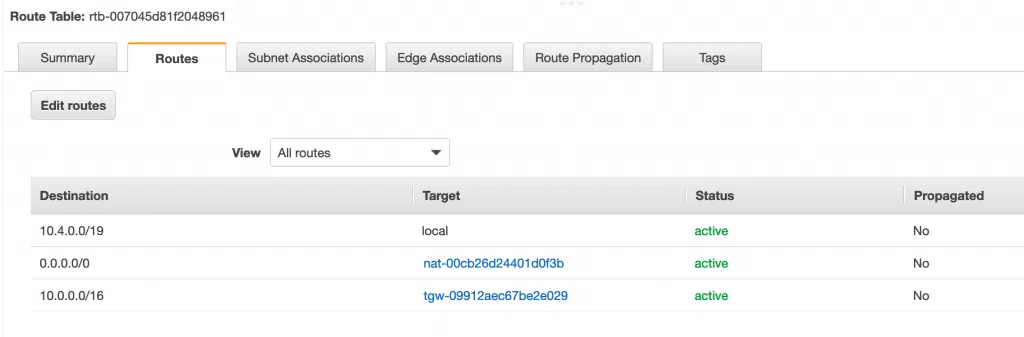 Route Table: rtb-007045d81f2048961
Summary Routes Subnet Associations Edge Associations Route Propagation Tags
Edit routes
View All routes
Destination Target Status Propagated
10.4.0.0/19 local active No
0.0.0.0/0 nat-00cb26d24401d0f3b active No
10.0.0.0/16 tgw-09912aec67be2e029 active No